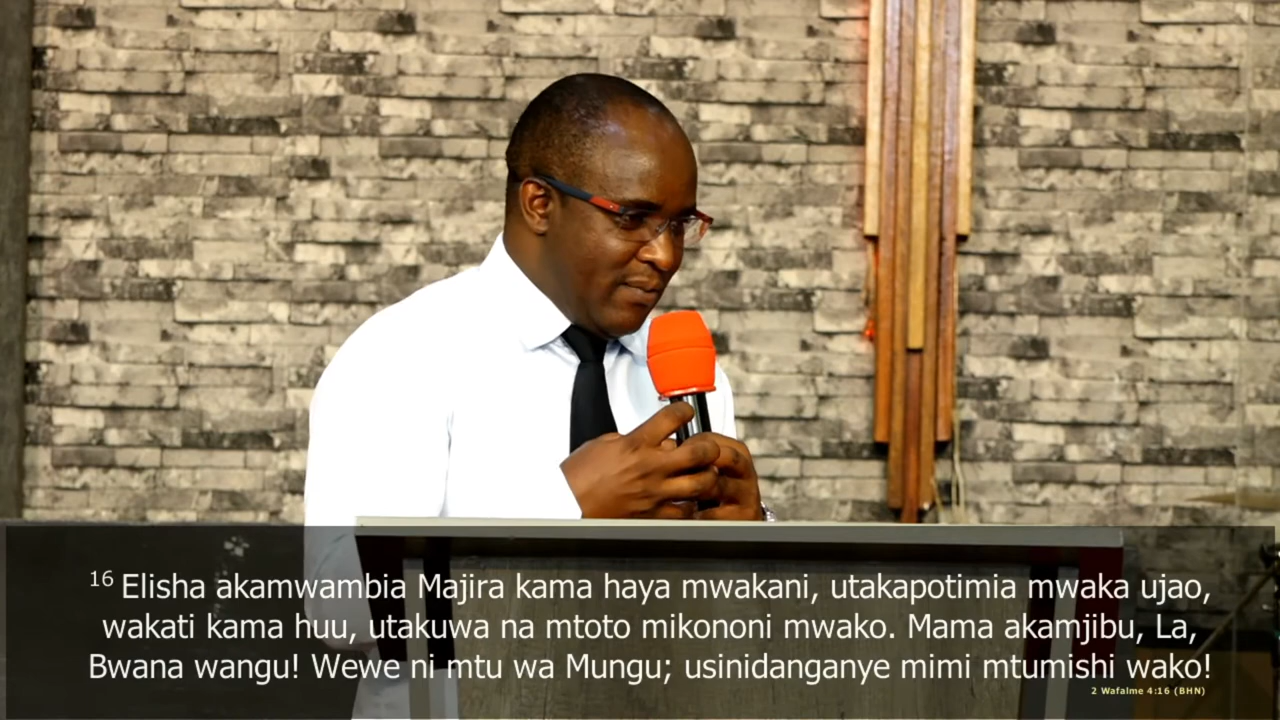 16 Elisha akamwambia Majira kama haya mwakani, utakapotimia mwaka ujao,
wakati kama huu, utakuwa na mtoto mikononi mwako. Mama akamjibu, La,
Bwana wangu! Wewe ni mtu wa Mungu; usinidanganye mimi mtumishi wako!
2 Wafalme 4:16 (BHN)